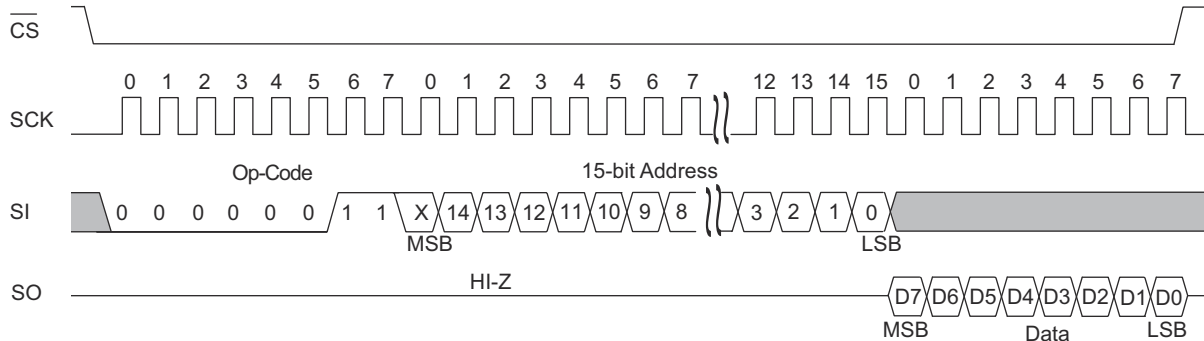 CS
0 1 2 3 4 5 6 7 0 1 2 3 4 5 6 7 12 13 14 15 0 1 2 3 4 5 6 7
SCK
Op-Code 15-bit Address
SI 0 0 0 0 0 0 1 1 X 14 13 12 11 10 9 8 3 2 1 0
MSB LSB
HI-Z
SO D7 D6 D5 D4 D3 D2 D1 D0
MSB Data LSB